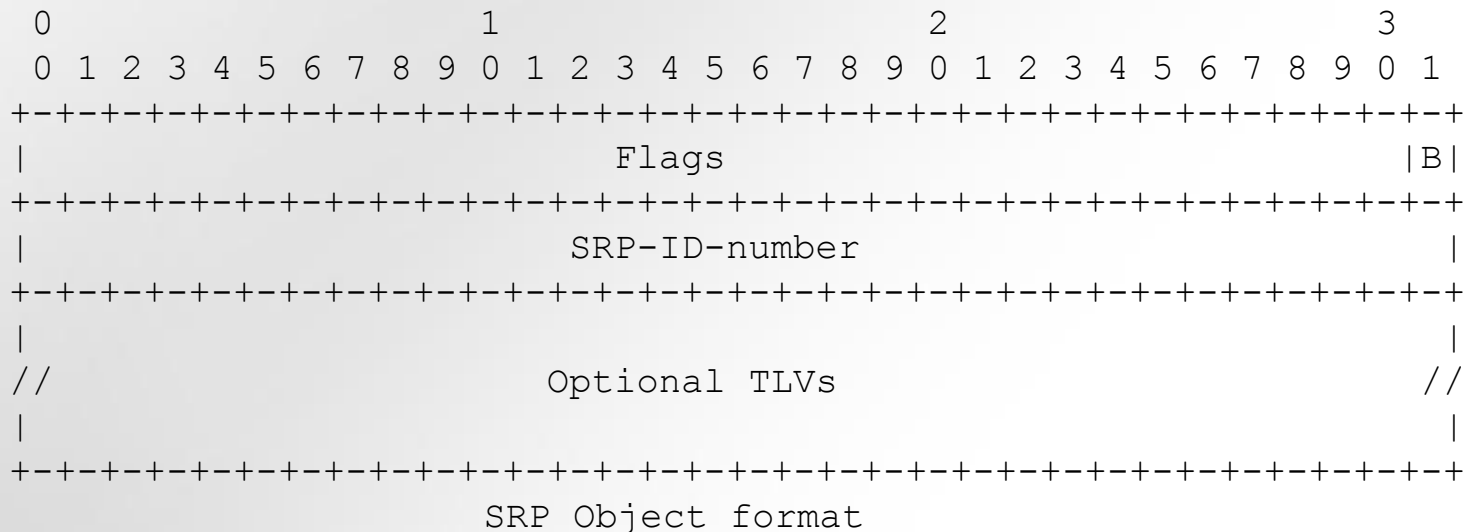 0                   1                   2                   3
0 1 2 3 4 5 6 7 8 9 0 1 2 3 4 5 6 7 8 9 0 1 2 3 4 5 6 7 8 9 0 1
+-+-+-+-+-+-+-+-+-+-+-+-+-+-+-+-+-+-+-+-+-+-+-+-+-+-+-+-+-+-+-+-+
|                          Flags                              |B|
+-+-+-+-+-+-+-+-+-+-+-+-+-+-+-+-+-+-+-+-+-+-+-+-+-+-+-+-+-+-+-+-+
|                        SRP-ID-number                          |
+-+-+-+-+-+-+-+-+-+-+-+-+-+-+-+-+-+-+-+-+-+-+-+-+-+-+-+-+-+-+-+-+
|                                                               |
//                      Optional TLVs                          //
|                                                               |
+-+-+-+-+-+-+-+-+-+-+-+-+-+-+-+-+-+-+-+-+-+-+-+-+-+-+-+-+-+-+-+-+
SRP Object format